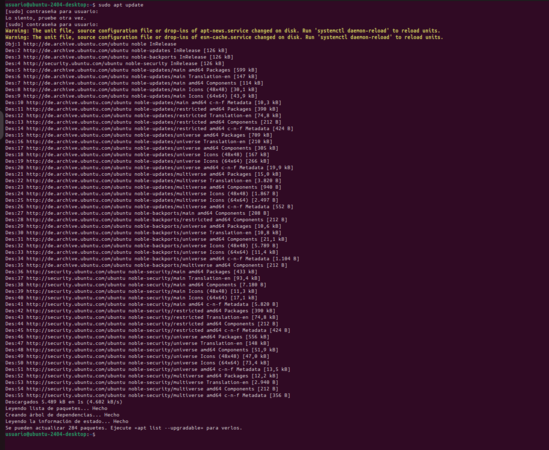 usuario@ubuntu-2404-desktop:~$ sudo apt update
[sudo] contraseña para usuario:
Lo siento, pruebe otra vez.
[sudo] contraseña para usuario:
Warning: The unit file, source configuration file or drop-ins of apt-news.service changed on disk. Run 'systemctl daemon-reload' to reload units.
Warning: The unit file, source configuration file or drop-ins of esm-cache.service changed on disk. Run 'systemctl daemon-reload' to reload units.
Obj:1 http://de.archive.ubuntu.com/ubuntu noble InRelease
Des:2 http://de.archive.ubuntu.com/ubuntu noble-updates InRelease [126 kB]
Des:3 http://de.archive.ubuntu.com/ubuntu noble-backports InRelease [126 kB]
Des:4 http://security.ubuntu.com/ubuntu noble-security InRelease [126 kB]
Des:5 http://de.archive.ubuntu.com/ubuntu noble-updates/main amd64 Packages [599 kB]
Des:6 http://de.archive.ubuntu.com/ubuntu noble-updates/main Translation-en [147 kB]
Des:7 http://de.archive.ubuntu.com/ubuntu noble-updates/main amd64 Components [114 kB]
Des:8 http://de.archive.ubuntu.com/ubuntu noble-updates/main Icons (48x48) [30,1 kB]
Des:9 http://de.archive.ubuntu.com/ubuntu noble-updates/main Icons (64x64) [43,9 kB]
Des:10 http://de.archive.ubuntu.com/ubuntu noble-updates/main amd64 c-n-f Metadata [10,3 kB]
Des:11 http://de.archive.ubuntu.com/ubuntu noble-updates/restricted amd64 Packages [398 kB]
Des:12 http://de.archive.ubuntu.com/ubuntu noble-updates/restricted Translation-en [74,8 kB]
Des:13 http://de.archive.ubuntu.com/ubuntu noble-updates/restricted amd64 Components [212 B]
Des:14 http://de.archive.ubuntu.com/ubuntu noble-updates/restricted amd64 c-n-f Metadata [424 B]
Des:15 http://de.archive.ubuntu.com/ubuntu noble-updates/universe amd64 Packages [709 kB]
Des:16 http://de.archive.ubuntu.com/ubuntu noble-updates/universe Translation-en [210 kB]
Des:17 http://de.archive.ubuntu.com/ubuntu noble-updates/universe amd64 Components [305 kB]
Des:18 http://de.archive.ubuntu.com/ubuntu noble-updates/universe Icons (48x48) [167 kB]
Des:19 http://de.archive.ubuntu.com/ubuntu noble-updates/universe Icons (64x64) [266 kB]
Des:20 http://de.archive.ubuntu.com/ubuntu noble-updates/universe amd64 c-n-f Metadata [19,9 kB]
Des:21 http://de.archive.ubuntu.com/ubuntu noble-updates/multiverse amd64 Packages [15,0 kB]
Des:22 http://de.archive.ubuntu.com/ubuntu noble-updates/multiverse Translation-en [3.820 B]
Des:23 http://de.archive.ubuntu.com/ubuntu noble-updates/multiverse amd64 Components [940 B]
Des:24 http://de.archive.ubuntu.com/ubuntu noble-updates/multiverse Icons (48x48) [1.867 B]
Des:25 http://de.archive.ubuntu.com/ubuntu noble-updates/multiverse Icons (64x64) [2.497 B]
Des:26 http://de.archive.ubuntu.com/ubuntu noble-updates/multiverse amd64 c-n-f Metadata [552 B]
Des:27 http://de.archive.ubuntu.com/ubuntu noble-backports/main amd64 Components [208 B]
Des:28 http://de.archive.ubuntu.com/ubuntu noble-backports/restricted amd64 Components [212 B]
Des:29 http://de.archive.ubuntu.com/ubuntu noble-backports/universe amd64 Packages [10,6 kB]
Des:30 http://de.archive.ubuntu.com/ubuntu noble-backports/universe Translation-en [10,8 kB]
Des:31 http://de.archive.ubuntu.com/ubuntu noble-backports/universe amd64 Components [21,1 kB]
Des:32 http://de.archive.ubuntu.com/ubuntu noble-backports/universe Icons (48x48) [5.709 B]
Des:33 http://de.archive.ubuntu.com/ubuntu noble-backports/universe Icons (64x64) [11,4 kB]
Des:34 http://de.archive.ubuntu.com/ubuntu noble-backports/universe amd64 c-n-f Metadata [1.104 B]
Des:35 http://de.archive.ubuntu.com/ubuntu noble-backports/multiverse amd64 Components [212 B]
Des:36 http://security.ubuntu.com/ubuntu noble-security/main amd64 Packages [433 kB]
Des:37 http://security.ubuntu.com/ubuntu noble-security/main Translation-en [93,4 kB]
Des:38 http://security.ubuntu.com/ubuntu noble-security/main amd64 Components [7.180 B]
Des:39 http://security.ubuntu.com/ubuntu noble-security/main Icons (48x48) [11,3 kB]
Des:40 http://security.ubuntu.com/ubuntu noble-security/main Icons (64x64) [17,1 kB]
Des:41 http://security.ubuntu.com/ubuntu noble-security/main amd64 c-n-f Metadata [5.820 B]
Des:42 http://security.ubuntu.com/ubuntu noble-security/restricted amd64 Packages [398 kB]
Des:43 http://security.ubuntu.com/ubuntu noble-security/restricted Translation-en [74,8 kB]
Des:44 http://security.ubuntu.com/ubuntu noble-security/restricted amd64 Components [212 B]
Des:45 http://security.ubuntu.com/ubuntu noble-security/restricted amd64 c-n-f Metadata [424 B]
Des:46 http://security.ubuntu.com/ubuntu noble-security/universe amd64 Packages [556 kB]
Des:47 http://security.ubuntu.com/ubuntu noble-security/universe Translation-en [148 kB]
Des:48 http://security.ubuntu.com/ubuntu noble-security/universe amd64 Components [51,9 kB]
Des:49 http://security.ubuntu.com/ubuntu noble-security/universe Icons (48x48) [47,0 kB]
Des:50 http://security.ubuntu.com/ubuntu noble-security/universe Icons (64x64) [73,4 kB]
Des:51 http://security.ubuntu.com/ubuntu noble-security/universe amd64 c-n-f Metadata [13,5 kB]
Des:52 http://security.ubuntu.com/ubuntu noble-security/multiverse amd64 Packages [12,2 kB]
Des:53 http://security.ubuntu.com/ubuntu noble-security/multiverse Translation-en [2.940 B]
Des:54 http://security.ubuntu.com/ubuntu noble-security/multiverse amd64 Components [212 B]
Des:55 http://security.ubuntu.com/ubuntu noble-security/multiverse amd64 c-n-f Metadata [356 B]
Descargados 5.489 kB en 1s (4.682 kB/s)
Leyendo lista de paquetes... Hecho
Creando árbol de dependencias... Hecho
Leyendo la información de estado... Hecho
Se pueden actualizar 284 paquetes. Ejecute «apt list --upgradable» para verlos.
usuario@ubuntu-2404-desktop:~$